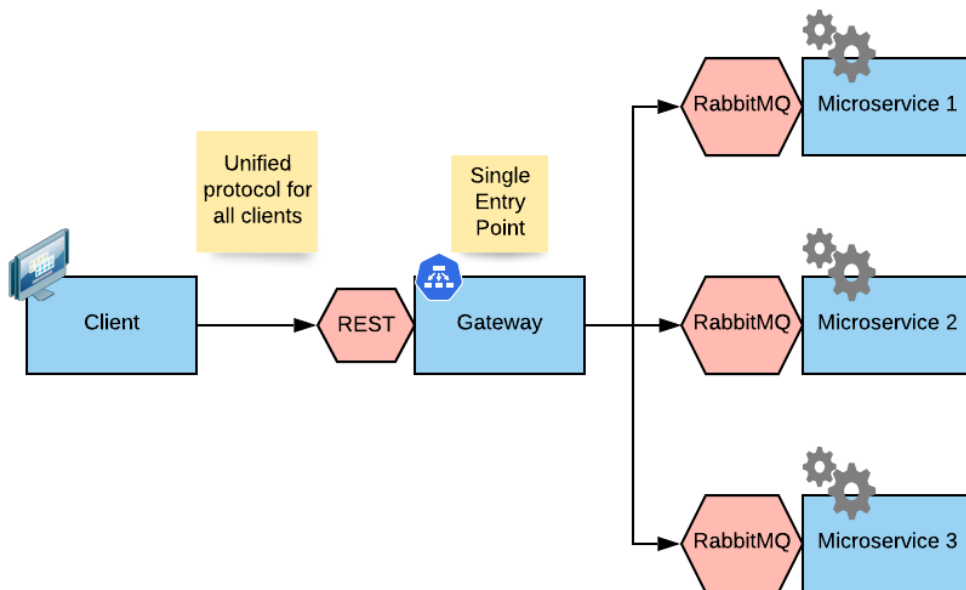 Unified
protocol for
all clients
Single
Entry
Point
Client
REST
Gateway
RabbitMQ
Microservice 1
RabbitMQ
Microservice 2
RabbitMQ
Microservice 3